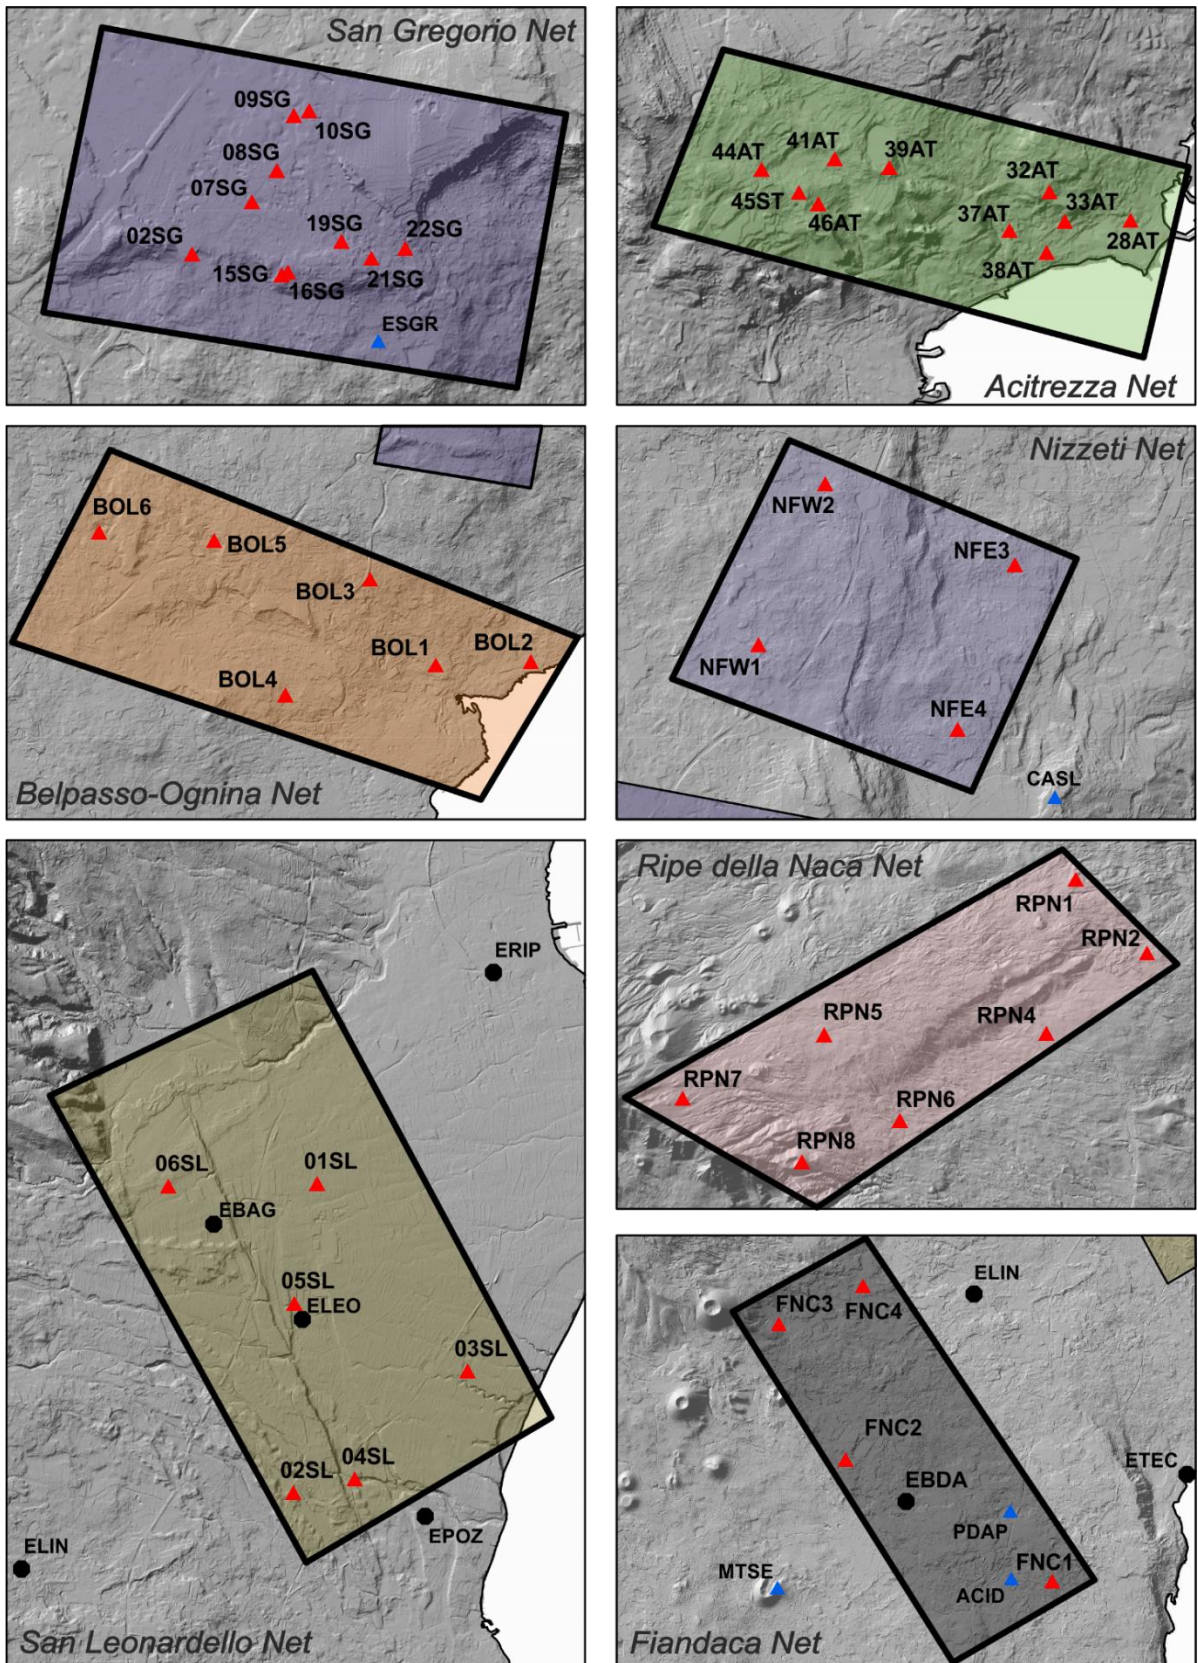 San Gregorio Net
09SG
10SG
08SG
07SG
19SG
22SG
02SG
15SG
16SG
21SG
ESGR
41AT
39AT
44AT
32AT
45ST
33AT
46AT
37AT
28AT
38AT
Acitrezza Net
BOL6
BOL5
BOL3
BOL1
BOL2
BOL4
Belpasso-Ognina Net
Nizzeti Net
NFW2
NFE3
NFW1
NFE4
CASL
ERIP
06SL
01SL
EBAG
05SL
ELEO
03SL
04SL
02SL
EPOZ
ELIN
San Leonardello Net
Ripe della Naca Net
RPN1
RPN2
RPN5
RPN4
RPN7
RPN6
RPN8
ELIN
FNC3
FNC4
FNC2
ETEC
EBDA
PDAP
MTSE
FNC1
ACID
Fiandaca Net